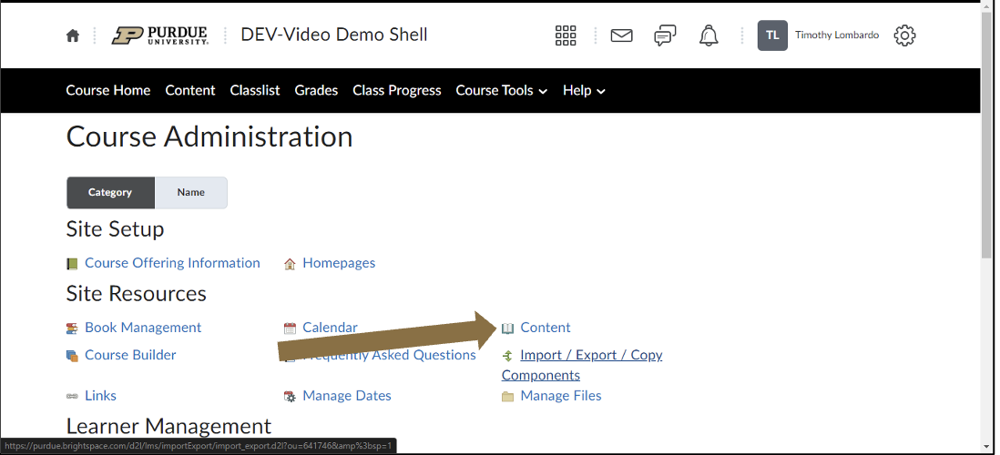 PURDUE
UNIVERSITY.
DEV-Video Demo Shell
TL
Timothy Lombardo
Course Home Content Classlist Grades Class Progress Course Tools Help
Course Administration
Category Name
Site Setup
Course Offering Information Homepages
Site Resources
Book Management Calendar Content
Course Builder Frequently Asked Questions Import / Export / Copy
Components
Links Manage Dates Manage Files
Learner Management
https://purdue.brightspace.com/d2l/lms/importExport/import_export.d2l?ou=641746&amp%3bsp=1